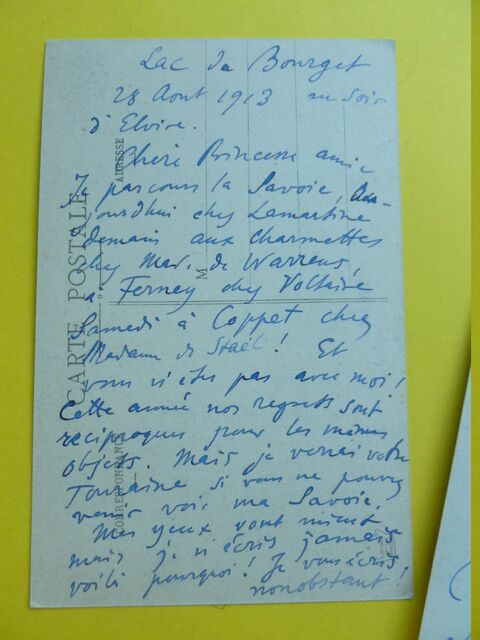 Lac du Bourget
28 Aout 1913 au Soir
d'Elvire.
Chère Princesse amie
Je parcours la Savoie, Au-
jourd'hui chez Lamartine
demain aux Charmettes
chez Mad. de Warrens,
à Ferney chez Voltaire
Samedi à Coppet chez
Madame de Staël! Et
vous n'êtes pas avec moi!
Cette année nos regrets sont
réciproques pour les mêmes
objets. Mais je verrai votre
Touraine si vous ne pouvez
venir voir ma Savoie.
Mes yeux vont mieux
mais je n'écris jamais
voilà pourquoi! Je vous écris
nonobstant!
CARTE POSTALE
ADRESSE
M
CORRESPONDANCE